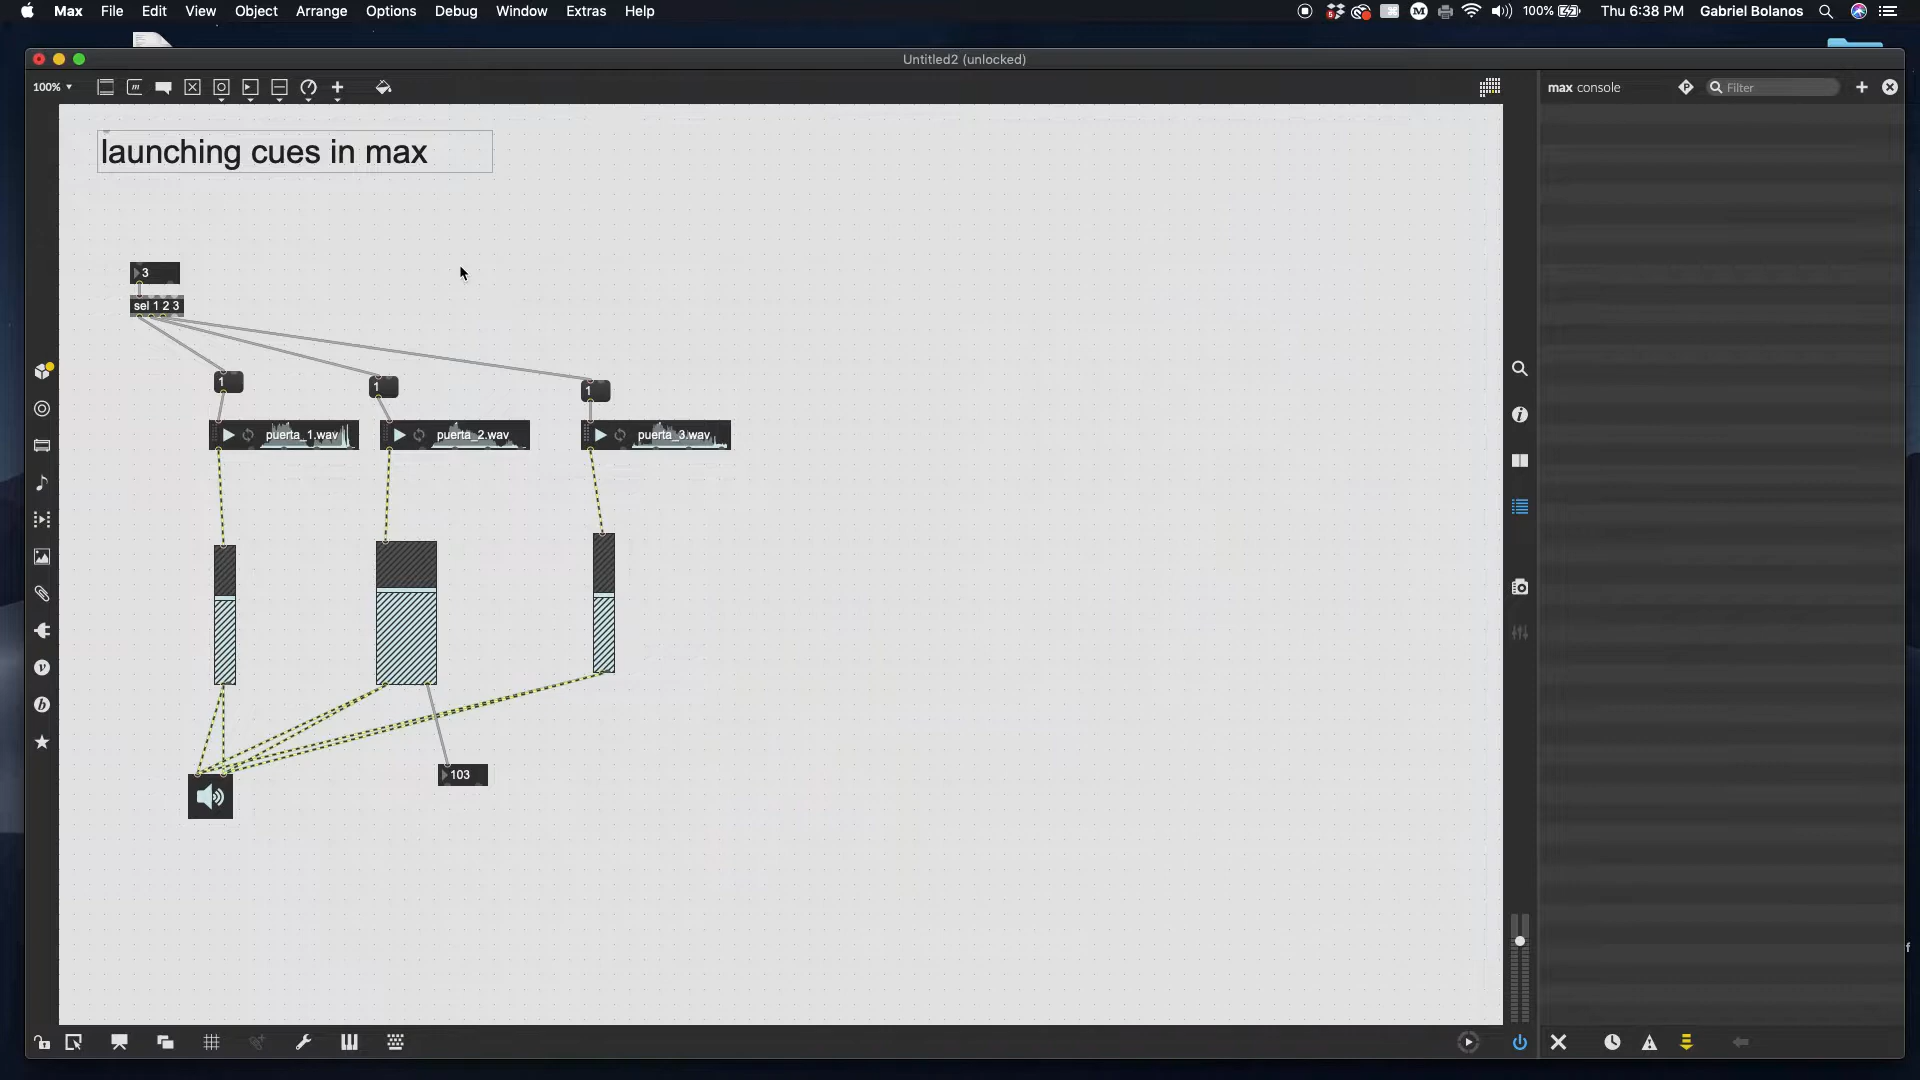 Max File Edit View Object Arrange Options Debug Window Extras Help
100% Thu 6:38 PM Gabriel Bolanos
Untitled2 (unlocked)
100%
max console
Filter
launching cues in max
3
sel 1 2 3
1
1
1
puerta_1.wav
puerta_2.wav
puerta_3.wav
103